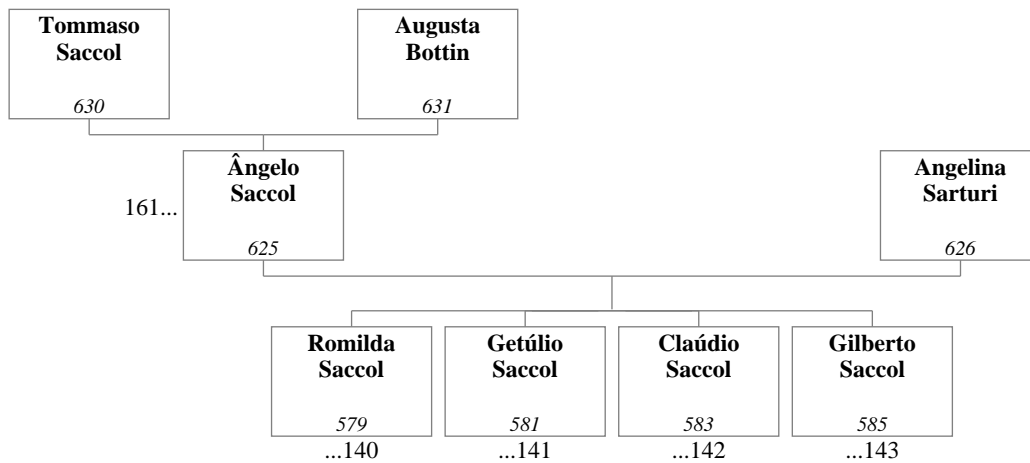 Tommaso
Saccol
630
Augusta
Bottin
631
161...
Ângelo
Saccol
625
Angelina
Sarturi
626
Romilda
Saccol
579
...140
Getúlio
Saccol
581
...141
Claúdio
Saccol
583
...142
Gilberto
Saccol
585
...143